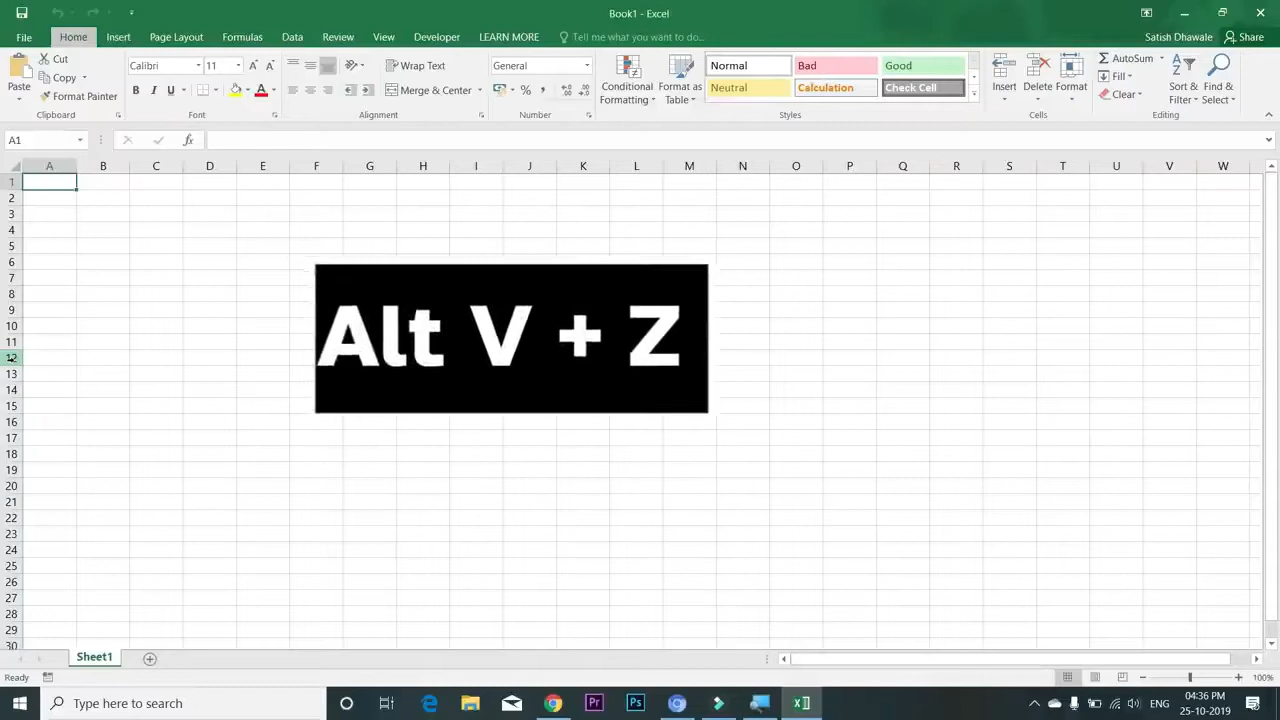 Book1 - Excel
File Home Insert Page Layout Formulas Data Review View Developer LEARN MORE Tell me what you want to do... Satish Dhawale Share
Paste Cut Copy Format Painter
Clipboard
Calibri 11
B I U A
Font
Wrap Text
Merge & Center
Alignment
General
% ,
Number
Conditional Formatting Format as Table
Normal Bad Good
Neutral Calculation Check Cell
Styles
Insert Delete Format
Cells
AutoSum
Fill
Clear
Sort & Filter Find & Select
Editing
A1 fx
A B C D E F G H I J K L M N O P Q R S T U V W
1
2
3
4
5
6
7
8
9
10
11
12
13
14
15
16
17
18
19
20
21
22
23
24
25
26
27
28
29
30
Alt V + Z
Sheet1
Ready 100%
Type here to search
Pr Ps
ENG
04:36 PM
25-10-2019